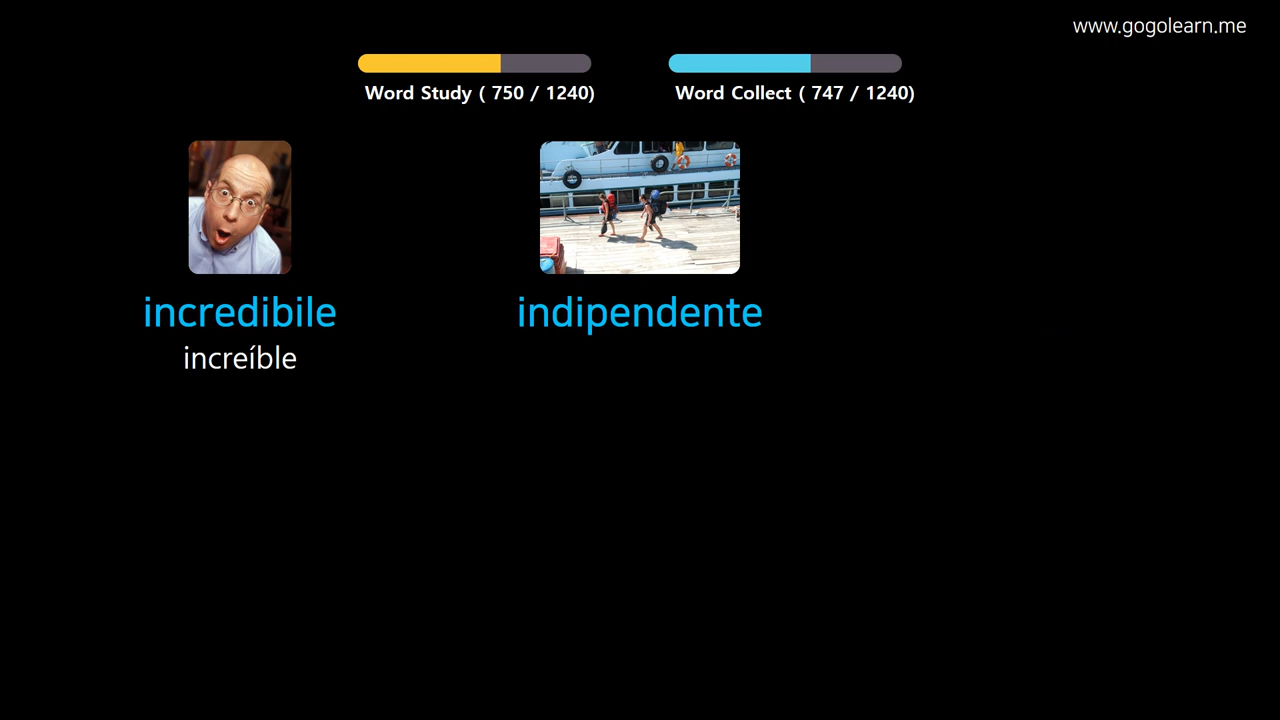 www.gogolearn.me
Word Study ( 750 / 1240)
Word Collect ( 747 / 1240)
incredibile
indipendente
increíble